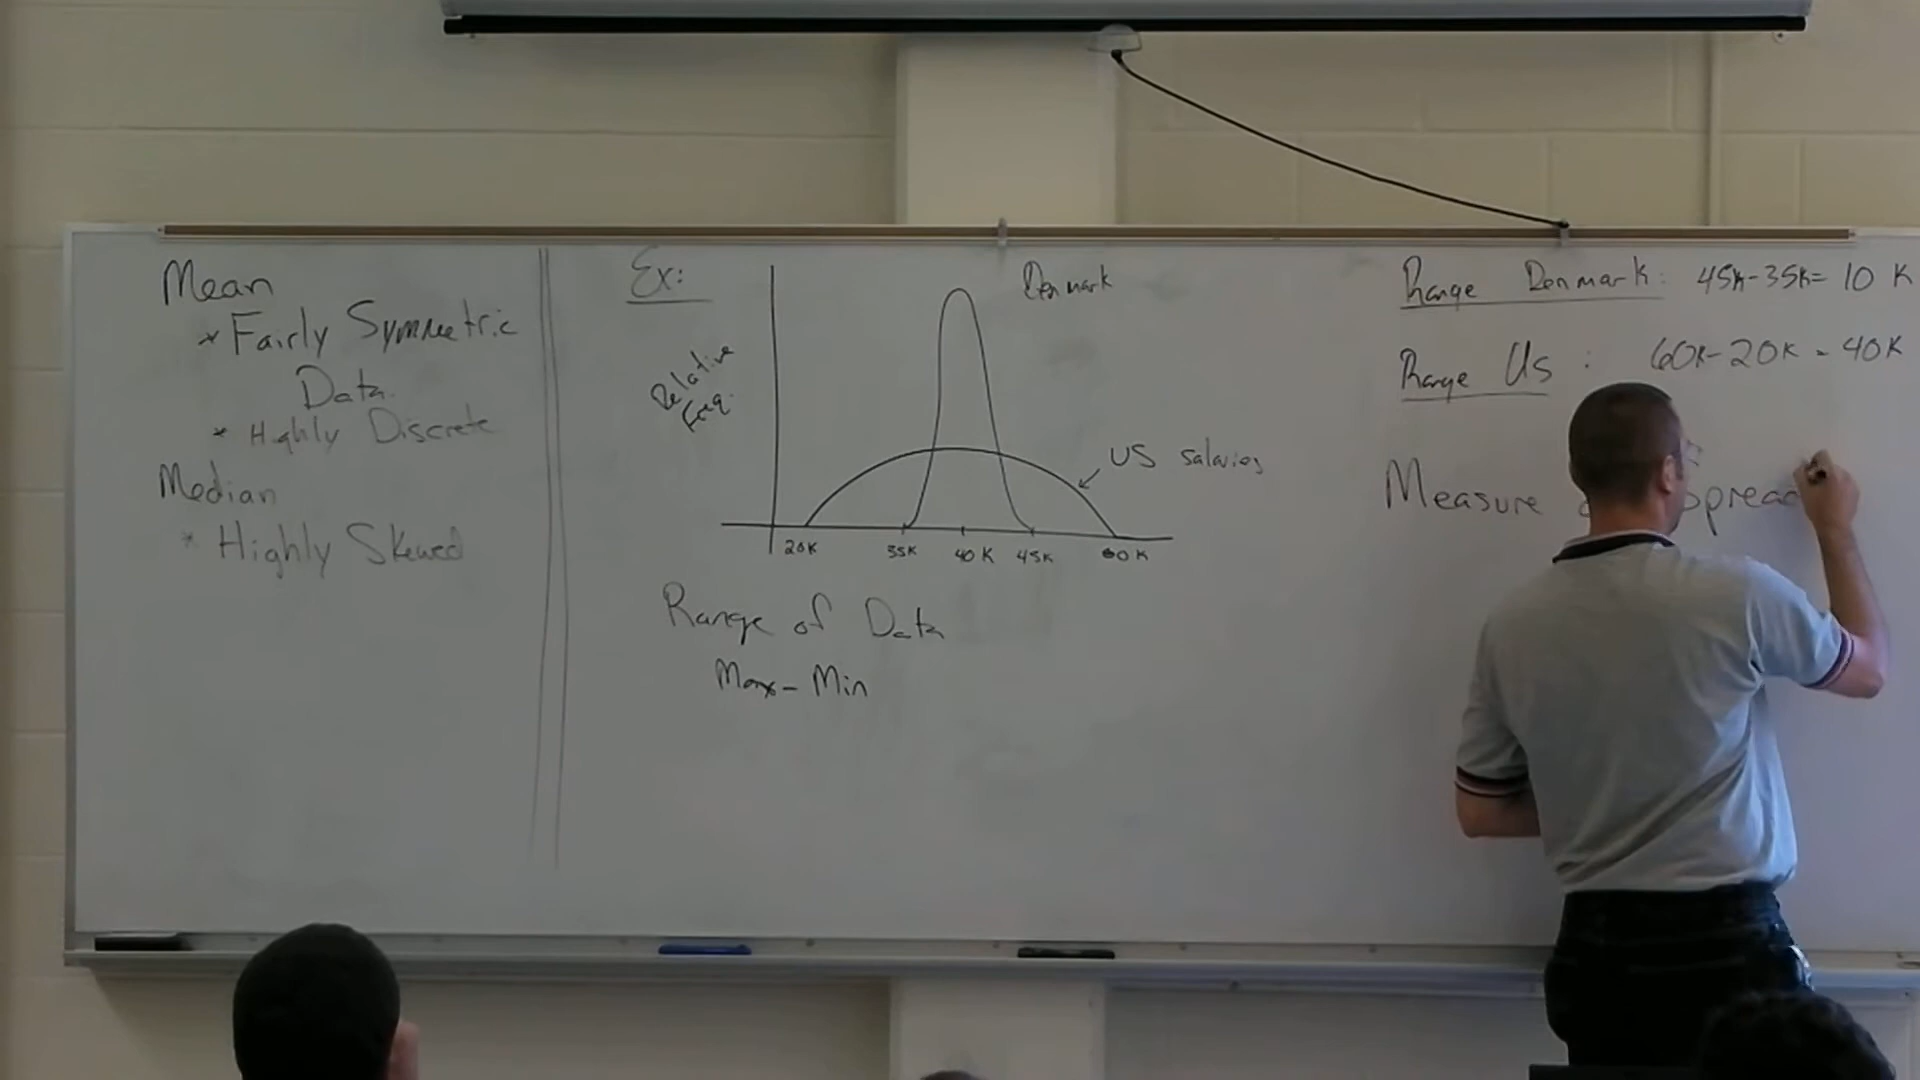 Mean
* Fairly Symmetric
Data
* Highly Discrete
Median
* Highly Skewed
Ex:
Denmark
Relative
Freq.
US salaries
20K 35K 40K 45K 60K
Range of Data
Max - Min
Range Denmark: 45K-35K= 10 K
Range US : 60K-20K = 40K
Measure Spread